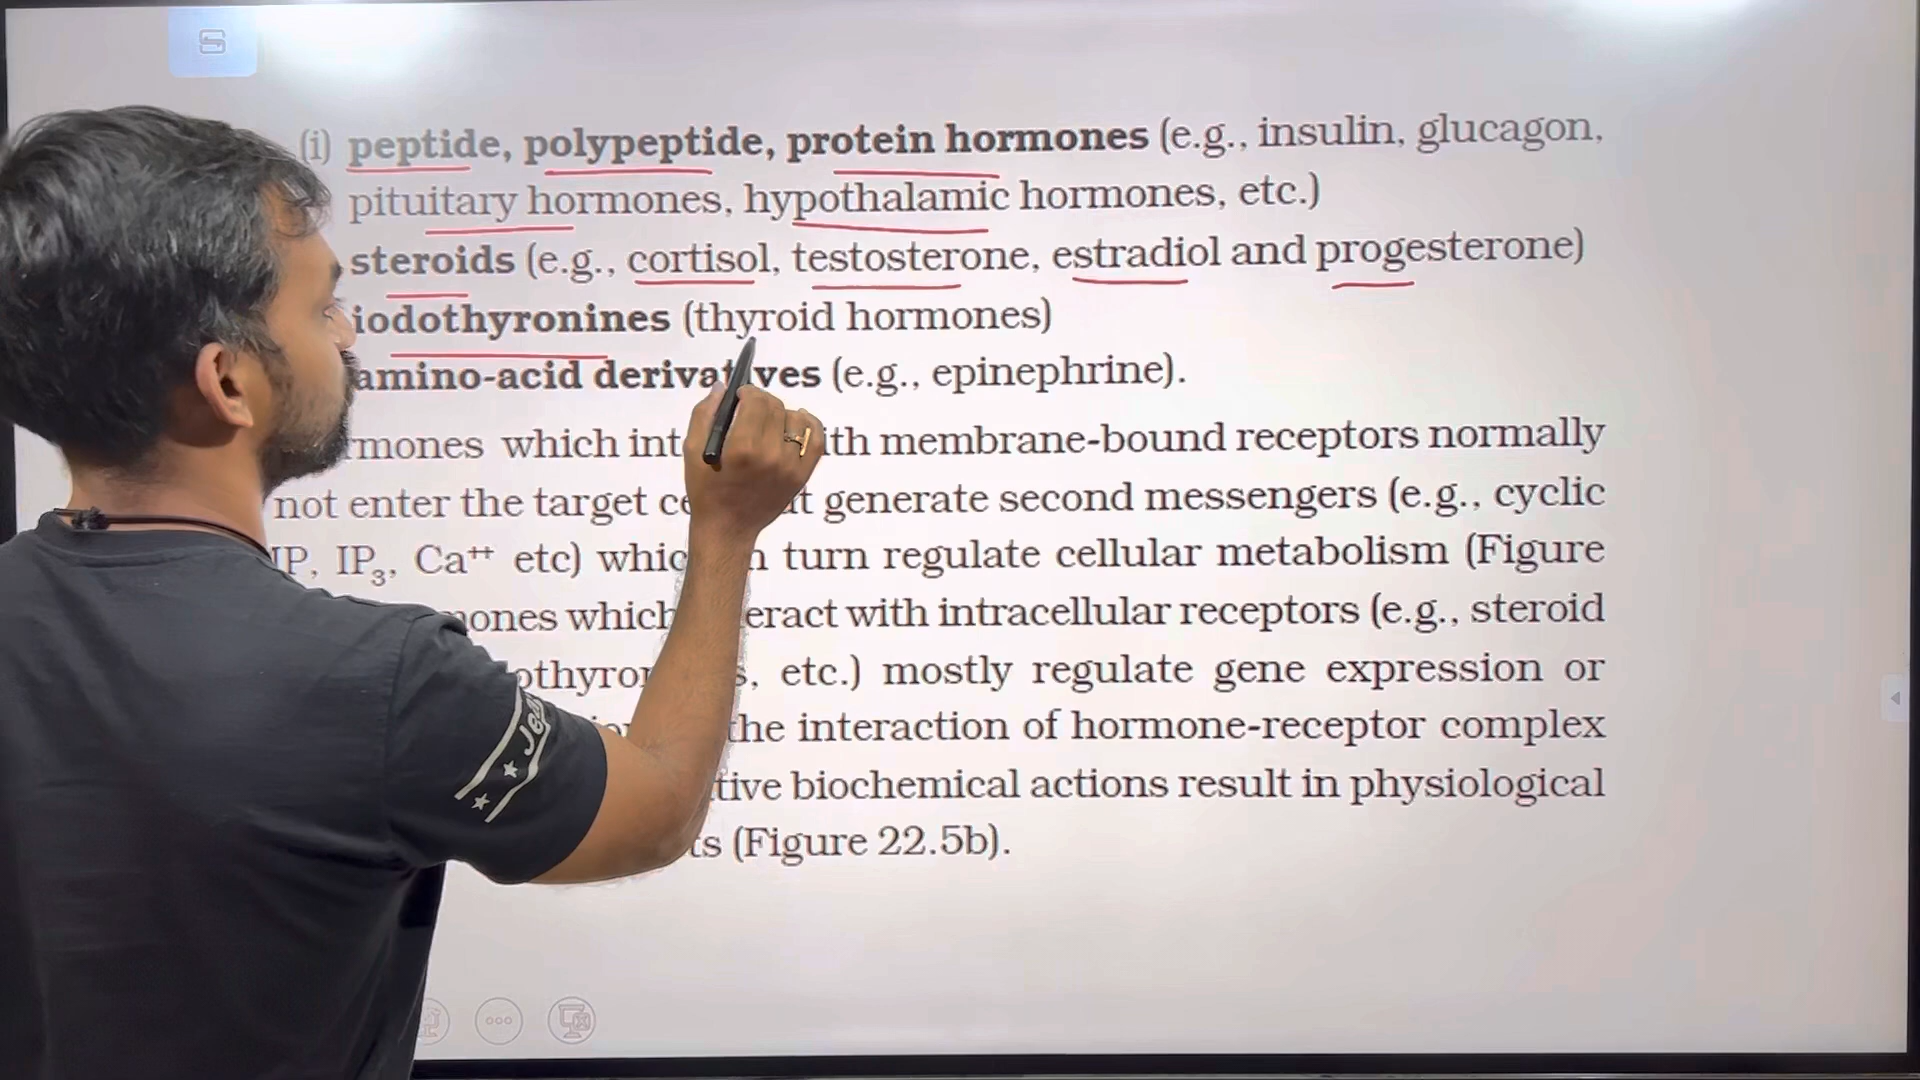 (i) peptide, polypeptide, protein hormones (e.g., insulin, glucagon,
pituitary hormones, hypothalamic hormones, etc.)
steroids (e.g., cortisol, testosterone, estradiol and progesterone)
iodothyronines (thyroid hormones)
amino-acid derivatives (e.g., epinephrine).
rmones which int ith membrane-bound receptors normally
not enter the target ce t generate second messengers (e.g., cyclic
IP, IP₃, Ca⁺⁺ etc) whic n turn regulate cellular metabolism (Figure
ones which eract with intracellular receptors (e.g., steroid
othyro s, etc.) mostly regulate gene expression or
the interaction of hormone-receptor complex
tive biochemical actions result in physiological
ts (Figure 22.5b).